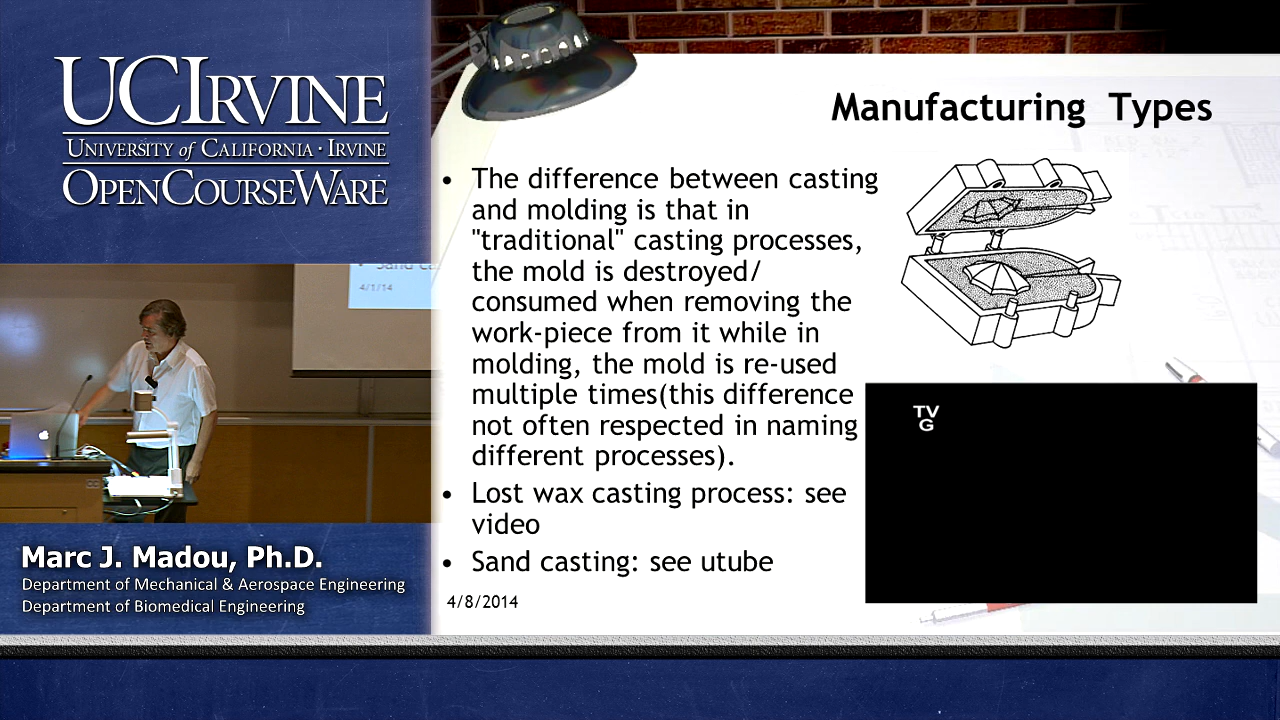 UCIRVINE
UNIVERSITY of CALIFORNIA · IRVINE
OPENCOURSEWARE
Manufacturing Types
• The difference between casting
and molding is that in
"traditional" casting processes,
the mold is destroyed/
consumed when removing the
work-piece from it while in
molding, the mold is re-used
multiple times(this difference
not often respected in naming
different processes).
• Lost wax casting process: see
video
• Sand casting: see utube
4/8/2014
TV
G
4/1/14
Marc J. Madou, Ph.D.
Department of Mechanical & Aerospace Engineering
Department of Biomedical Engineering